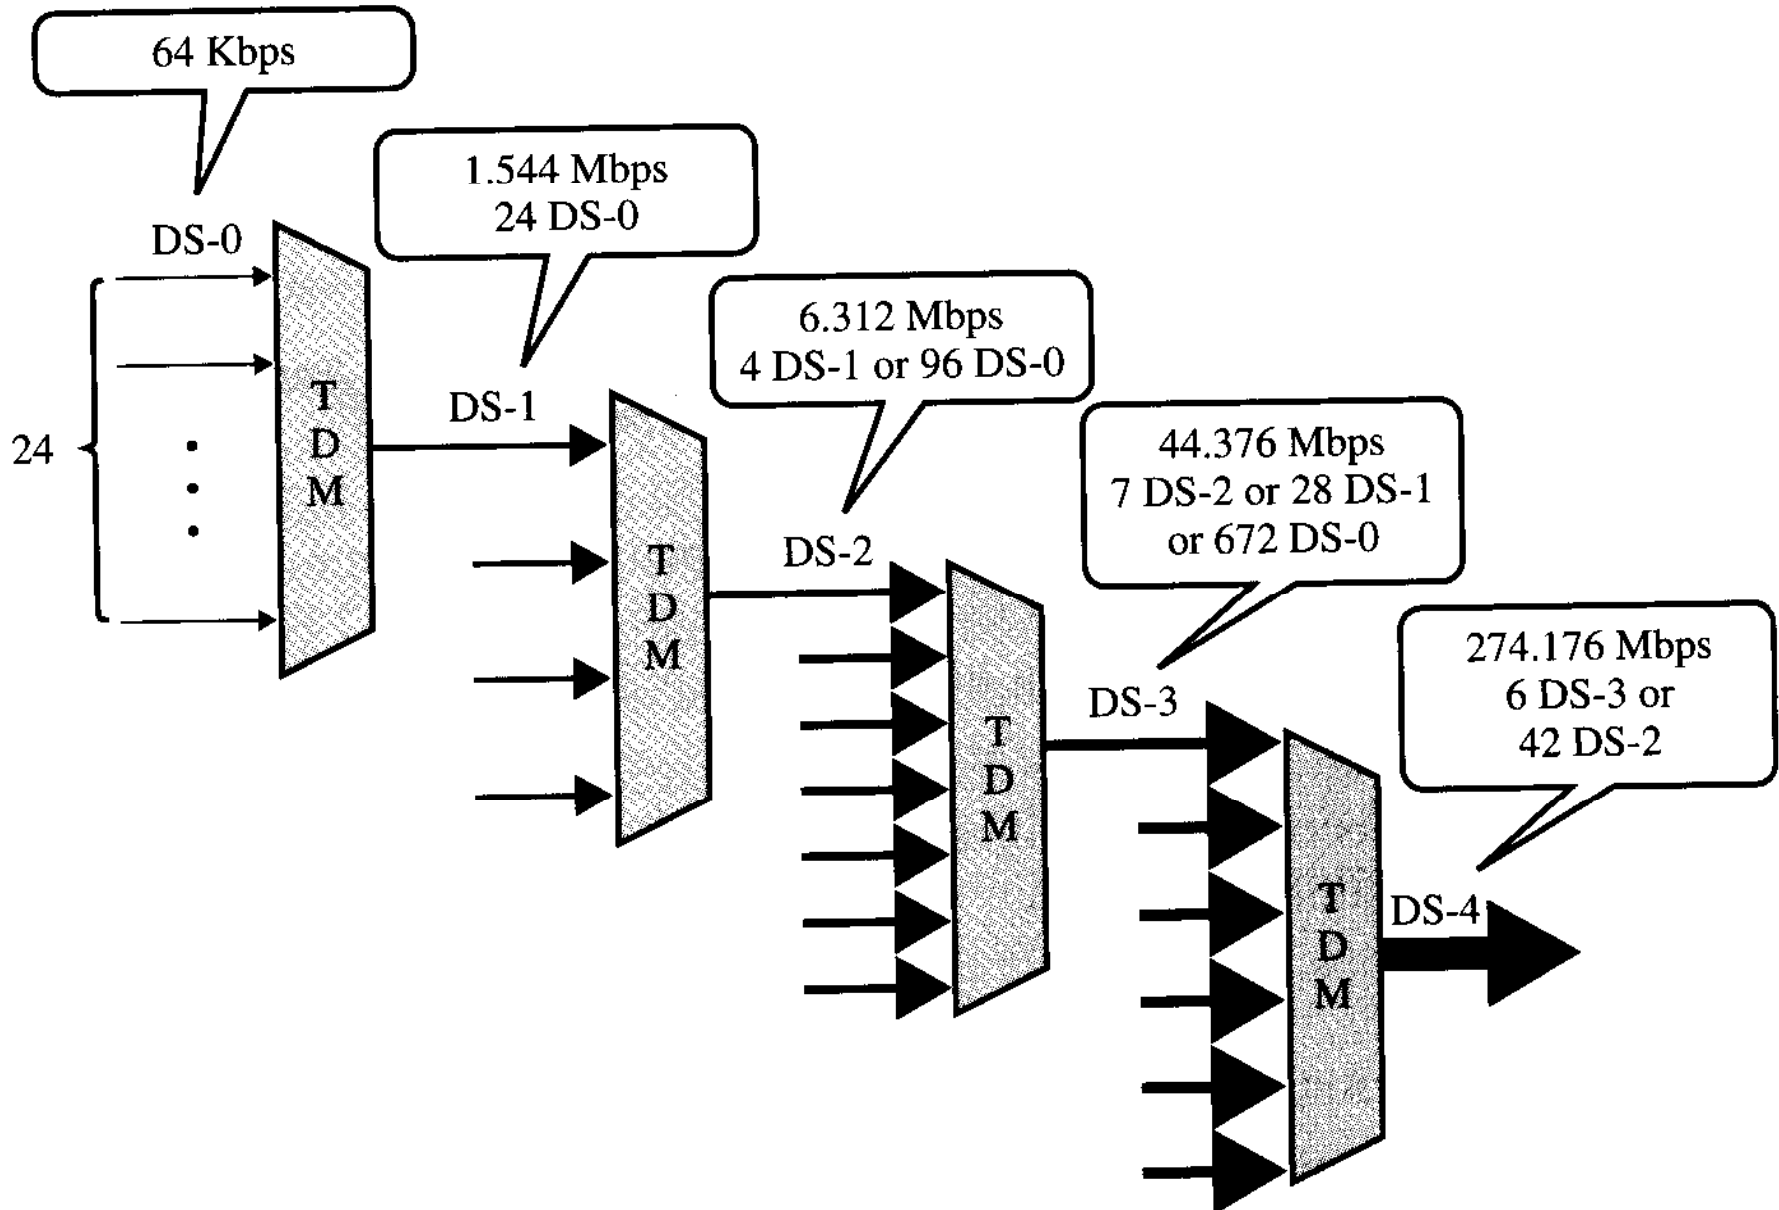 64 Kbps
1.544 Mbps
24 DS-0
DS-0
6.312 Mbps
4 DS-1 or 96 DS-0
DS-1
T
D
M
24
44.376 Mbps
7 DS-2 or 28 DS-1
or 672 DS-0
DS-2
T
D
M
274.176 Mbps
6 DS-3 or
42 DS-2
DS-3
T
D
M
DS-4
T
D
M